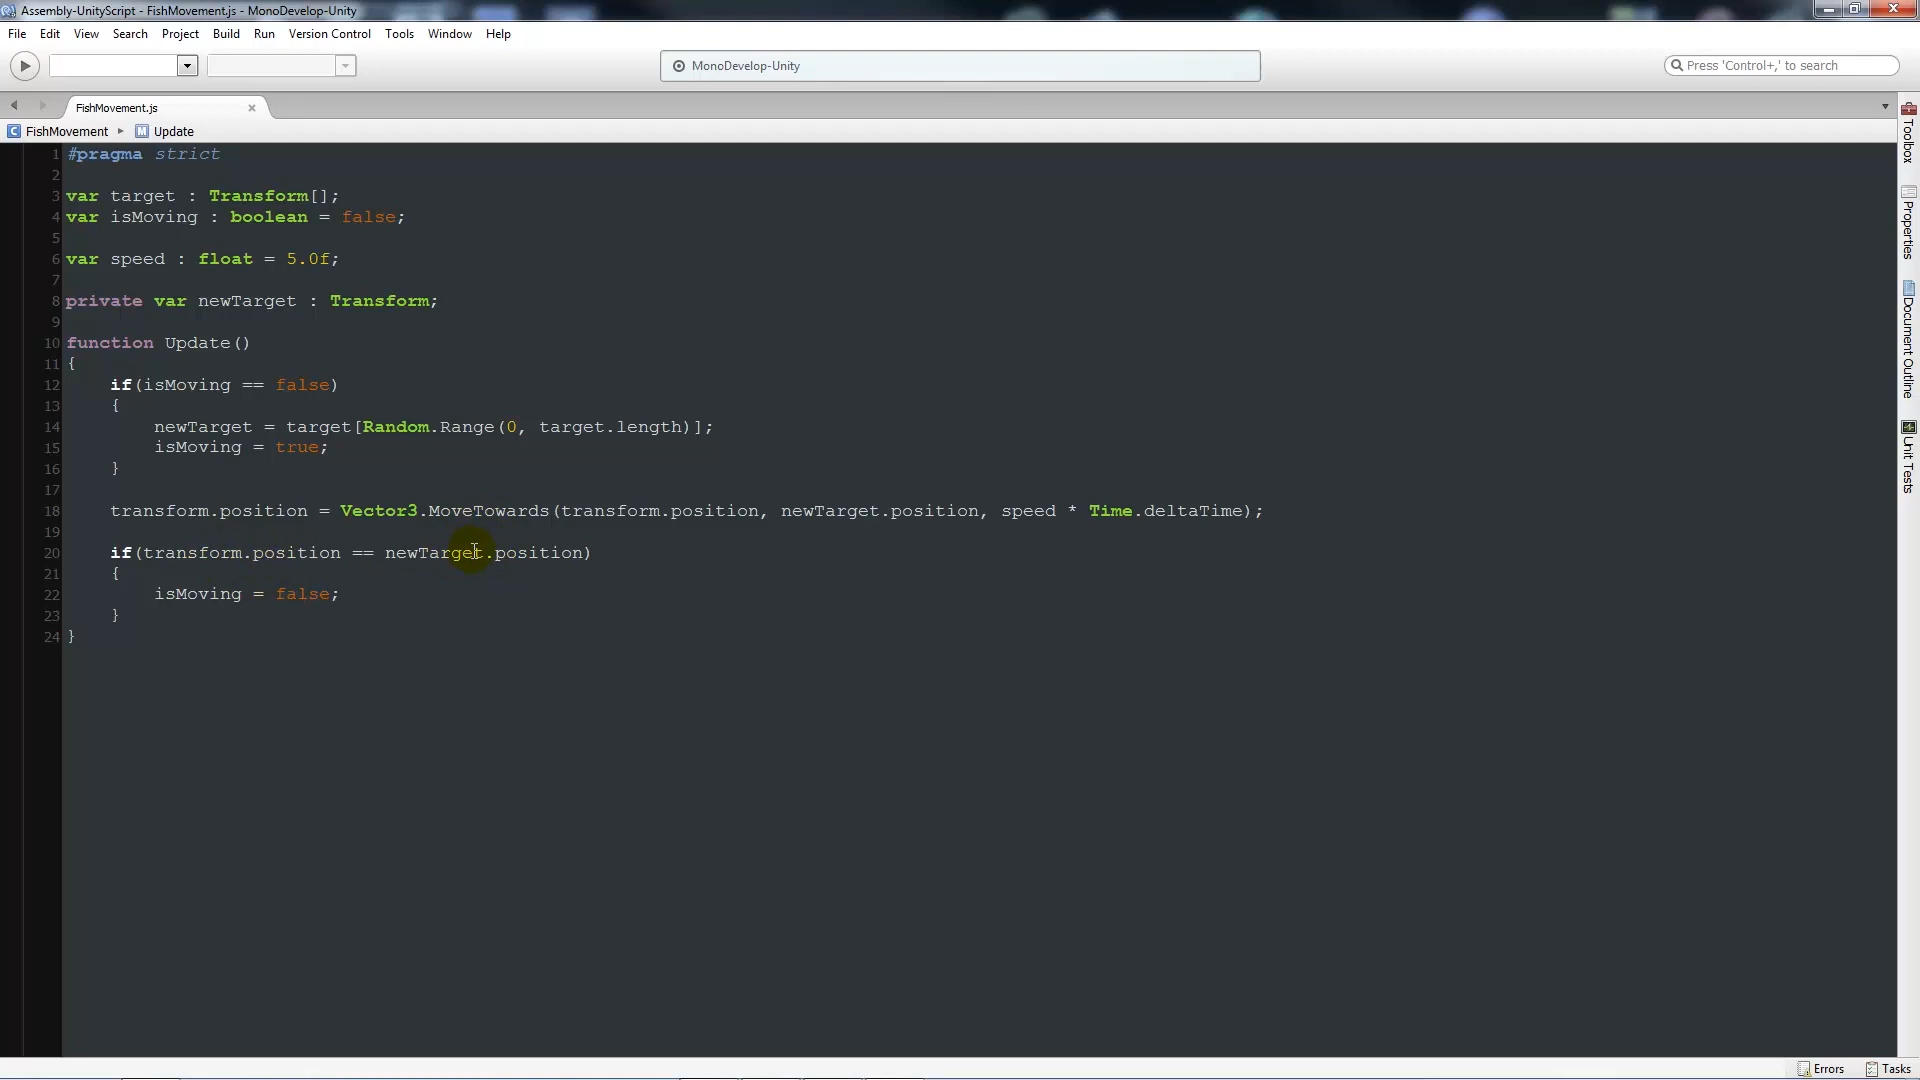 Assembly-UnityScript - FishMovement.js - MonoDevelop-Unity
File Edit View Search Project Build Run Version Control Tools Window Help
MonoDevelop-Unity
Press 'Control+,' to search
FishMovement.js
FishMovement Update
1 #pragma strict
2
3 var target : Transform[];
4 var isMoving : boolean = false;
5
6 var speed : float = 5.0f;
7
8 private var newTarget : Transform;
9
10 function Update()
11 {
12     if(isMoving == false)
13     {
14         newTarget = target[Random.Range(0, target.length)];
15         isMoving = true;
16     }
17
18     transform.position = Vector3.MoveTowards(transform.position, newTarget.position, speed * Time.deltaTime);
19
20     if(transform.position == newTarget.position)
21     {
22         isMoving = false;
23     }
24 }
Toolbox
Properties
Document Outline
Unit Tests
Errors Tasks